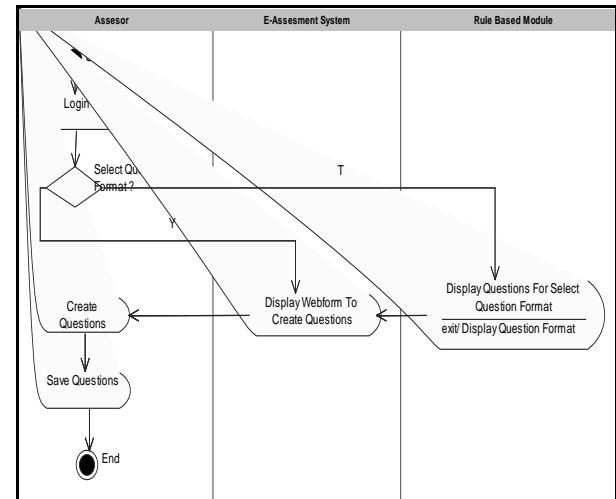 Assesor
E-Assesment System
Rule Based Module
Login
Select Qu
Format ?
T
Y
Display Questions For Select
Question Format
exit/ Display Question Format
Display Webform To
Create Questions
Create
Questions
Save Questions
End